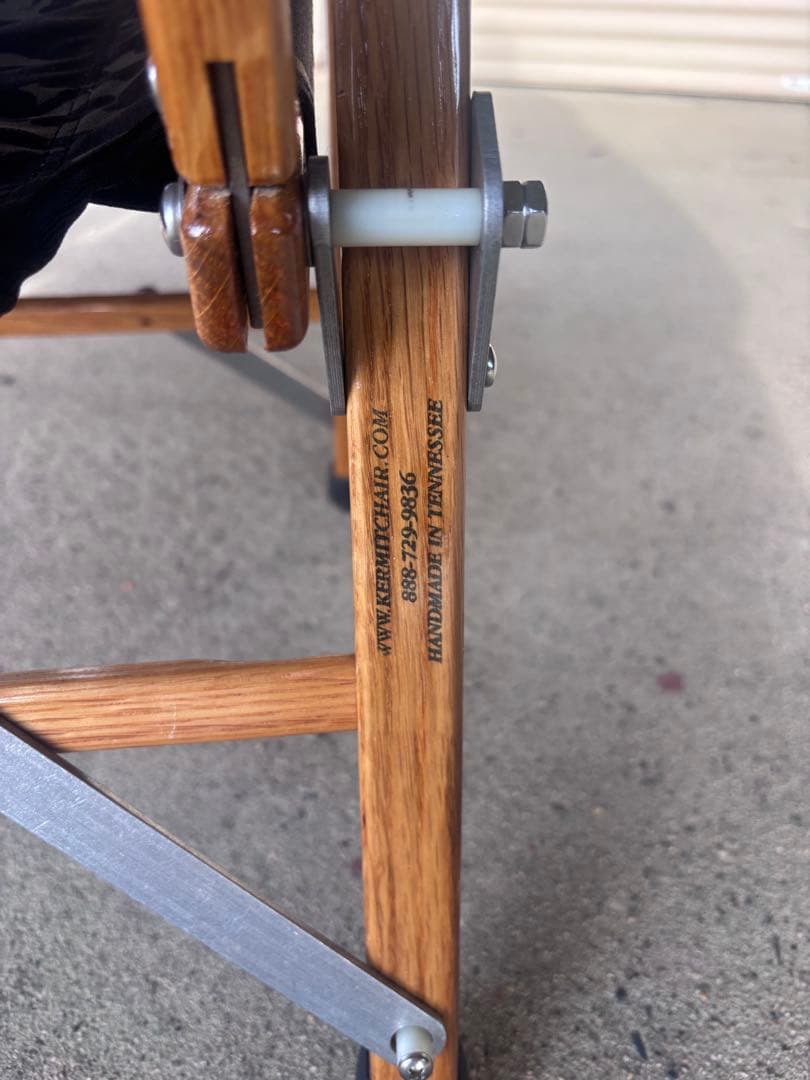 WWW.KERMITCHAIR.COM
888-729-9836
HANDMADE IN TENNESSEE